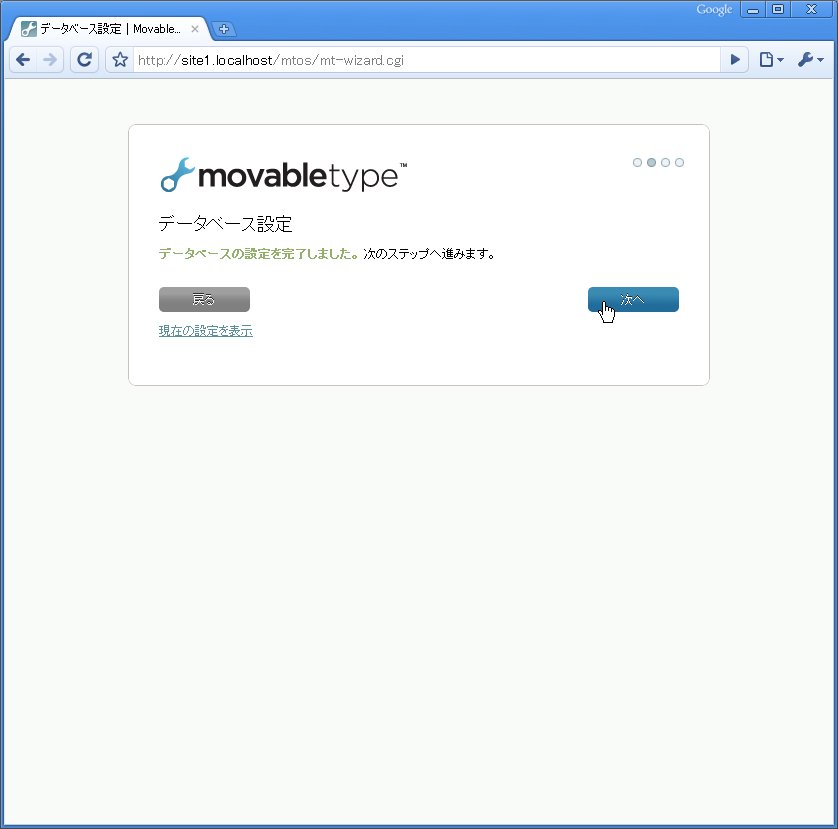 Google
データベース設定 | Movable...
http://site1.localhost/mtos/mt-wizard.cgi
movabletype™
データベース設定
データベースの設定を完了しました。次のステップへ進みます。
戻る
次へ
現在の設定を表示